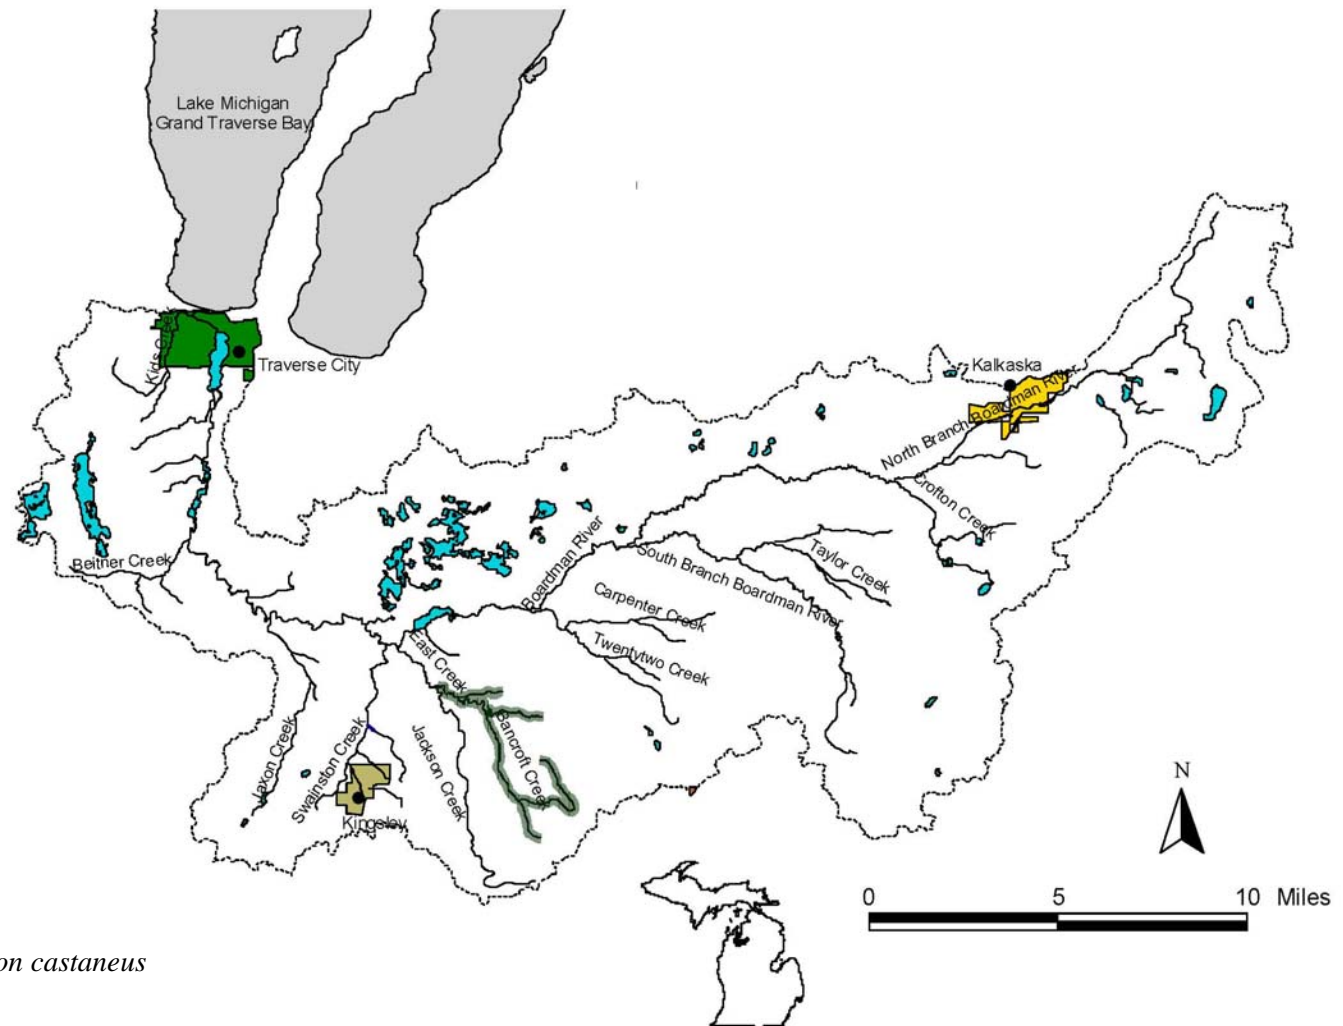 Lake Michigan
Grand Traverse Bay
Kids Creek
Traverse City
Kalkaska
North Branch Boardman River
Crofton Creek
Beitner Creek
Boardman River
South Branch Boardman River
Taylor Creek
Carpenter Creek
Twentytwo Creek
East Creek
Bancroft Creek
Jaxon Creek
Swainston Creek
Jackson Creek
Kingsley
N
0 5 10 Miles
on castaneus